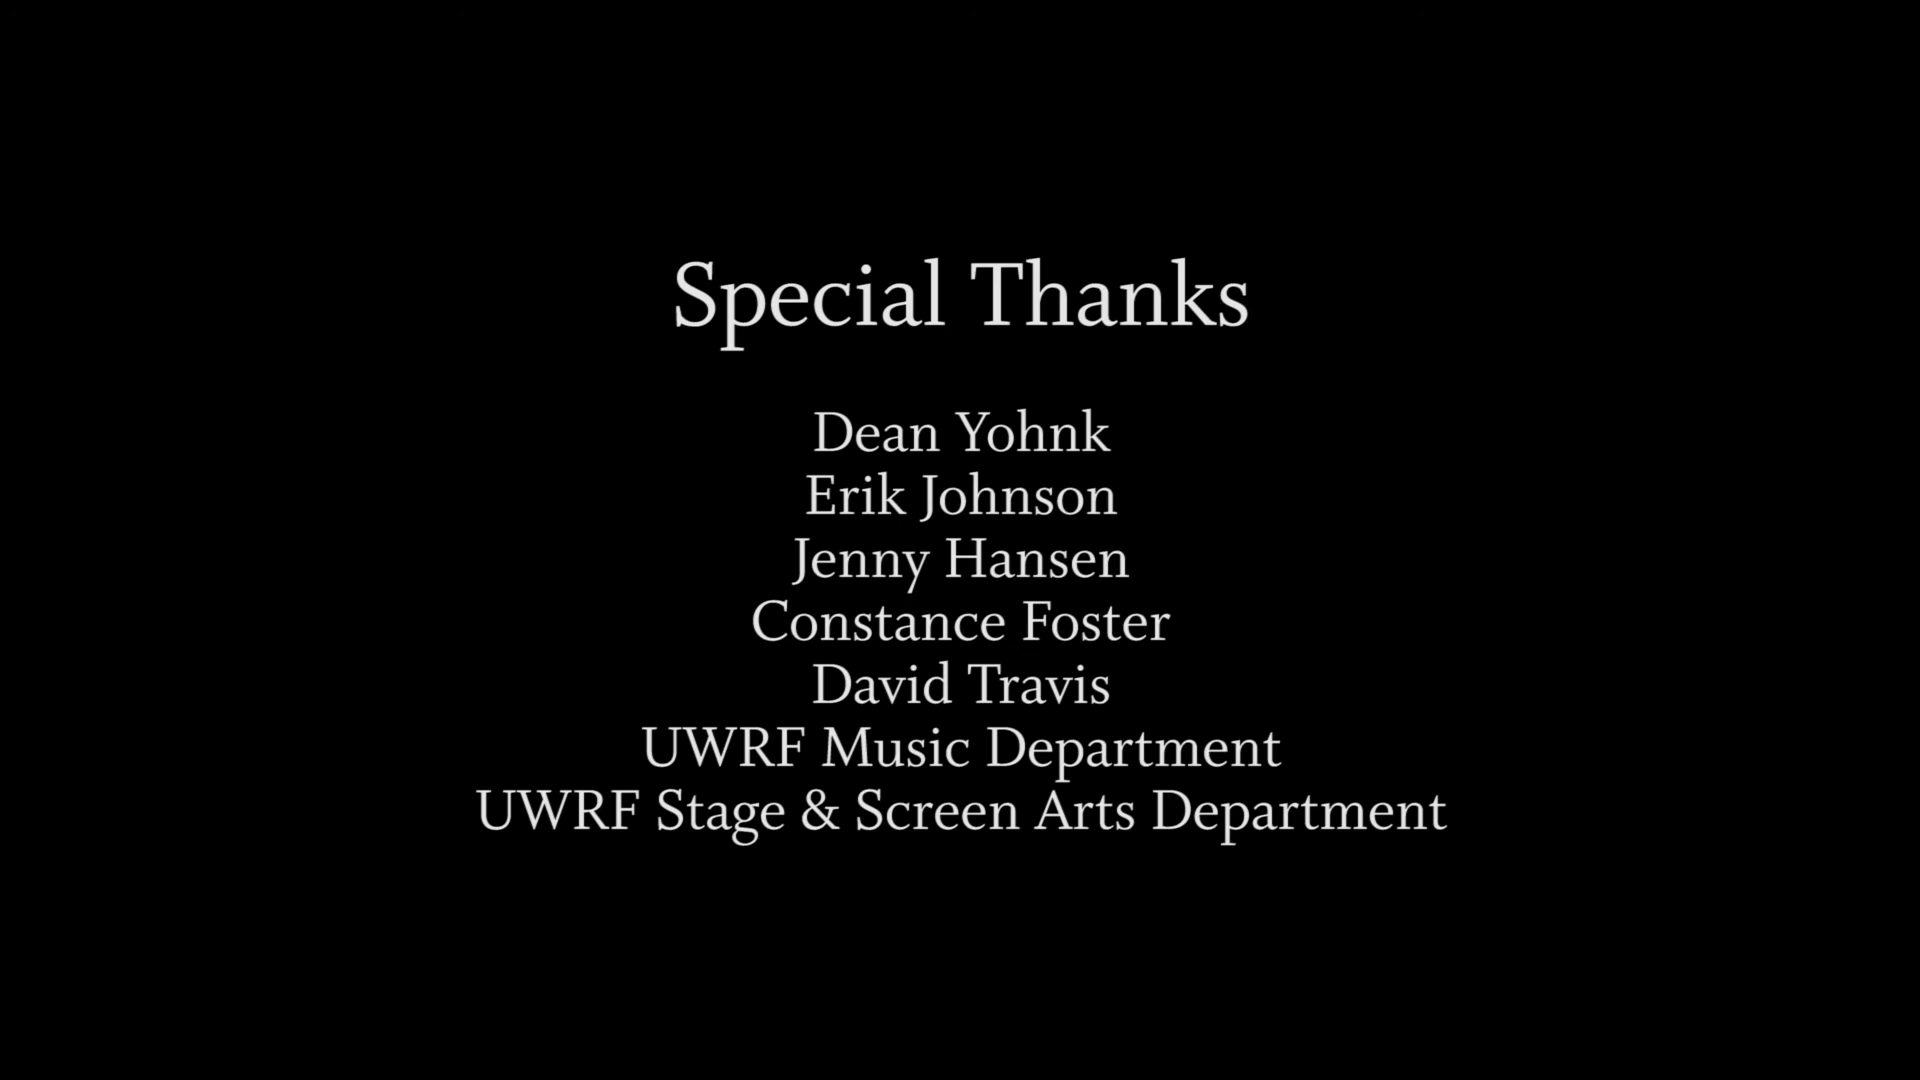 Special Thanks
Dean Yohnk
Erik Johnson
Jenny Hansen
Constance Foster
David Travis
UWRF Music Department
UWRF Stage & Screen Arts Department